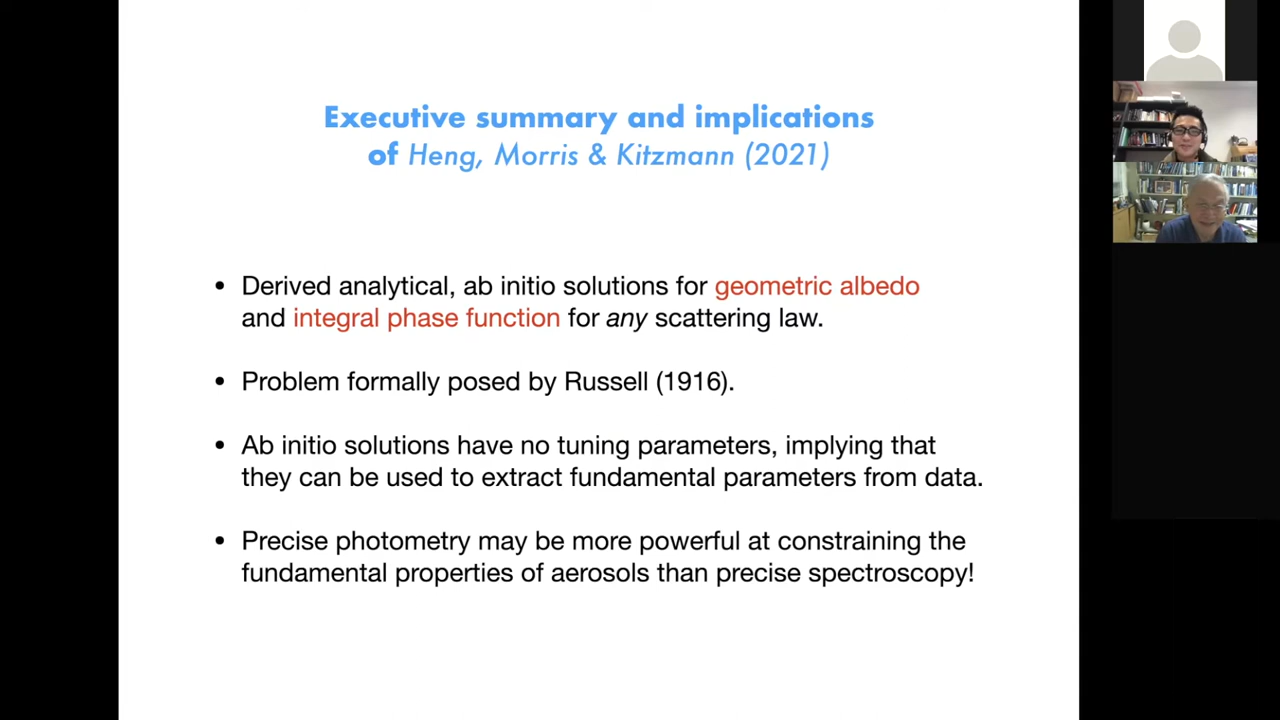 Executive summary and implications
of Heng, Morris & Kitzmann (2021)
• Derived analytical, ab initio solutions for geometric albedo
and integral phase function for any scattering law.
• Problem formally posed by Russell (1916).
• Ab initio solutions have no tuning parameters, implying that
they can be used to extract fundamental parameters from data.
• Precise photometry may be more powerful at constraining the
fundamental properties of aerosols than precise spectroscopy!